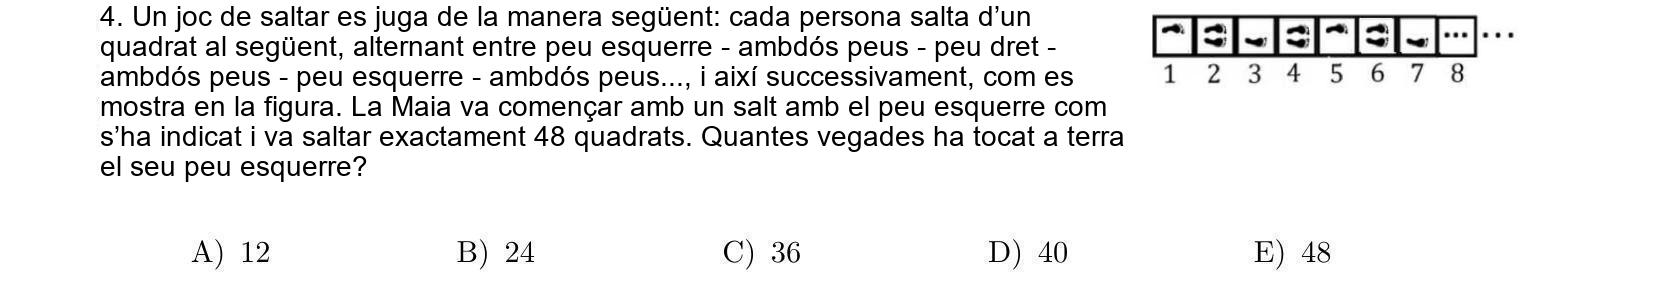 4. Un joc de saltar es juga de la manera següent: cada persona salta d’un
quadrat al següent, alternant entre peu esquerre - ambdós peus - peu dret -
ambdós peus - peu esquerre - ambdós peus..., i així successivament, com es
mostra en la figura. La Maia va començar amb un salt amb el peu esquerre com
s’ha indicat i va saltar exactament 48 quadrats. Quantes vegades ha tocat a terra
el seu peu esquerre?
... ...
1 2 3 4 5 6 7 8
A) 12 B) 24 C) 36 D) 40 E) 48